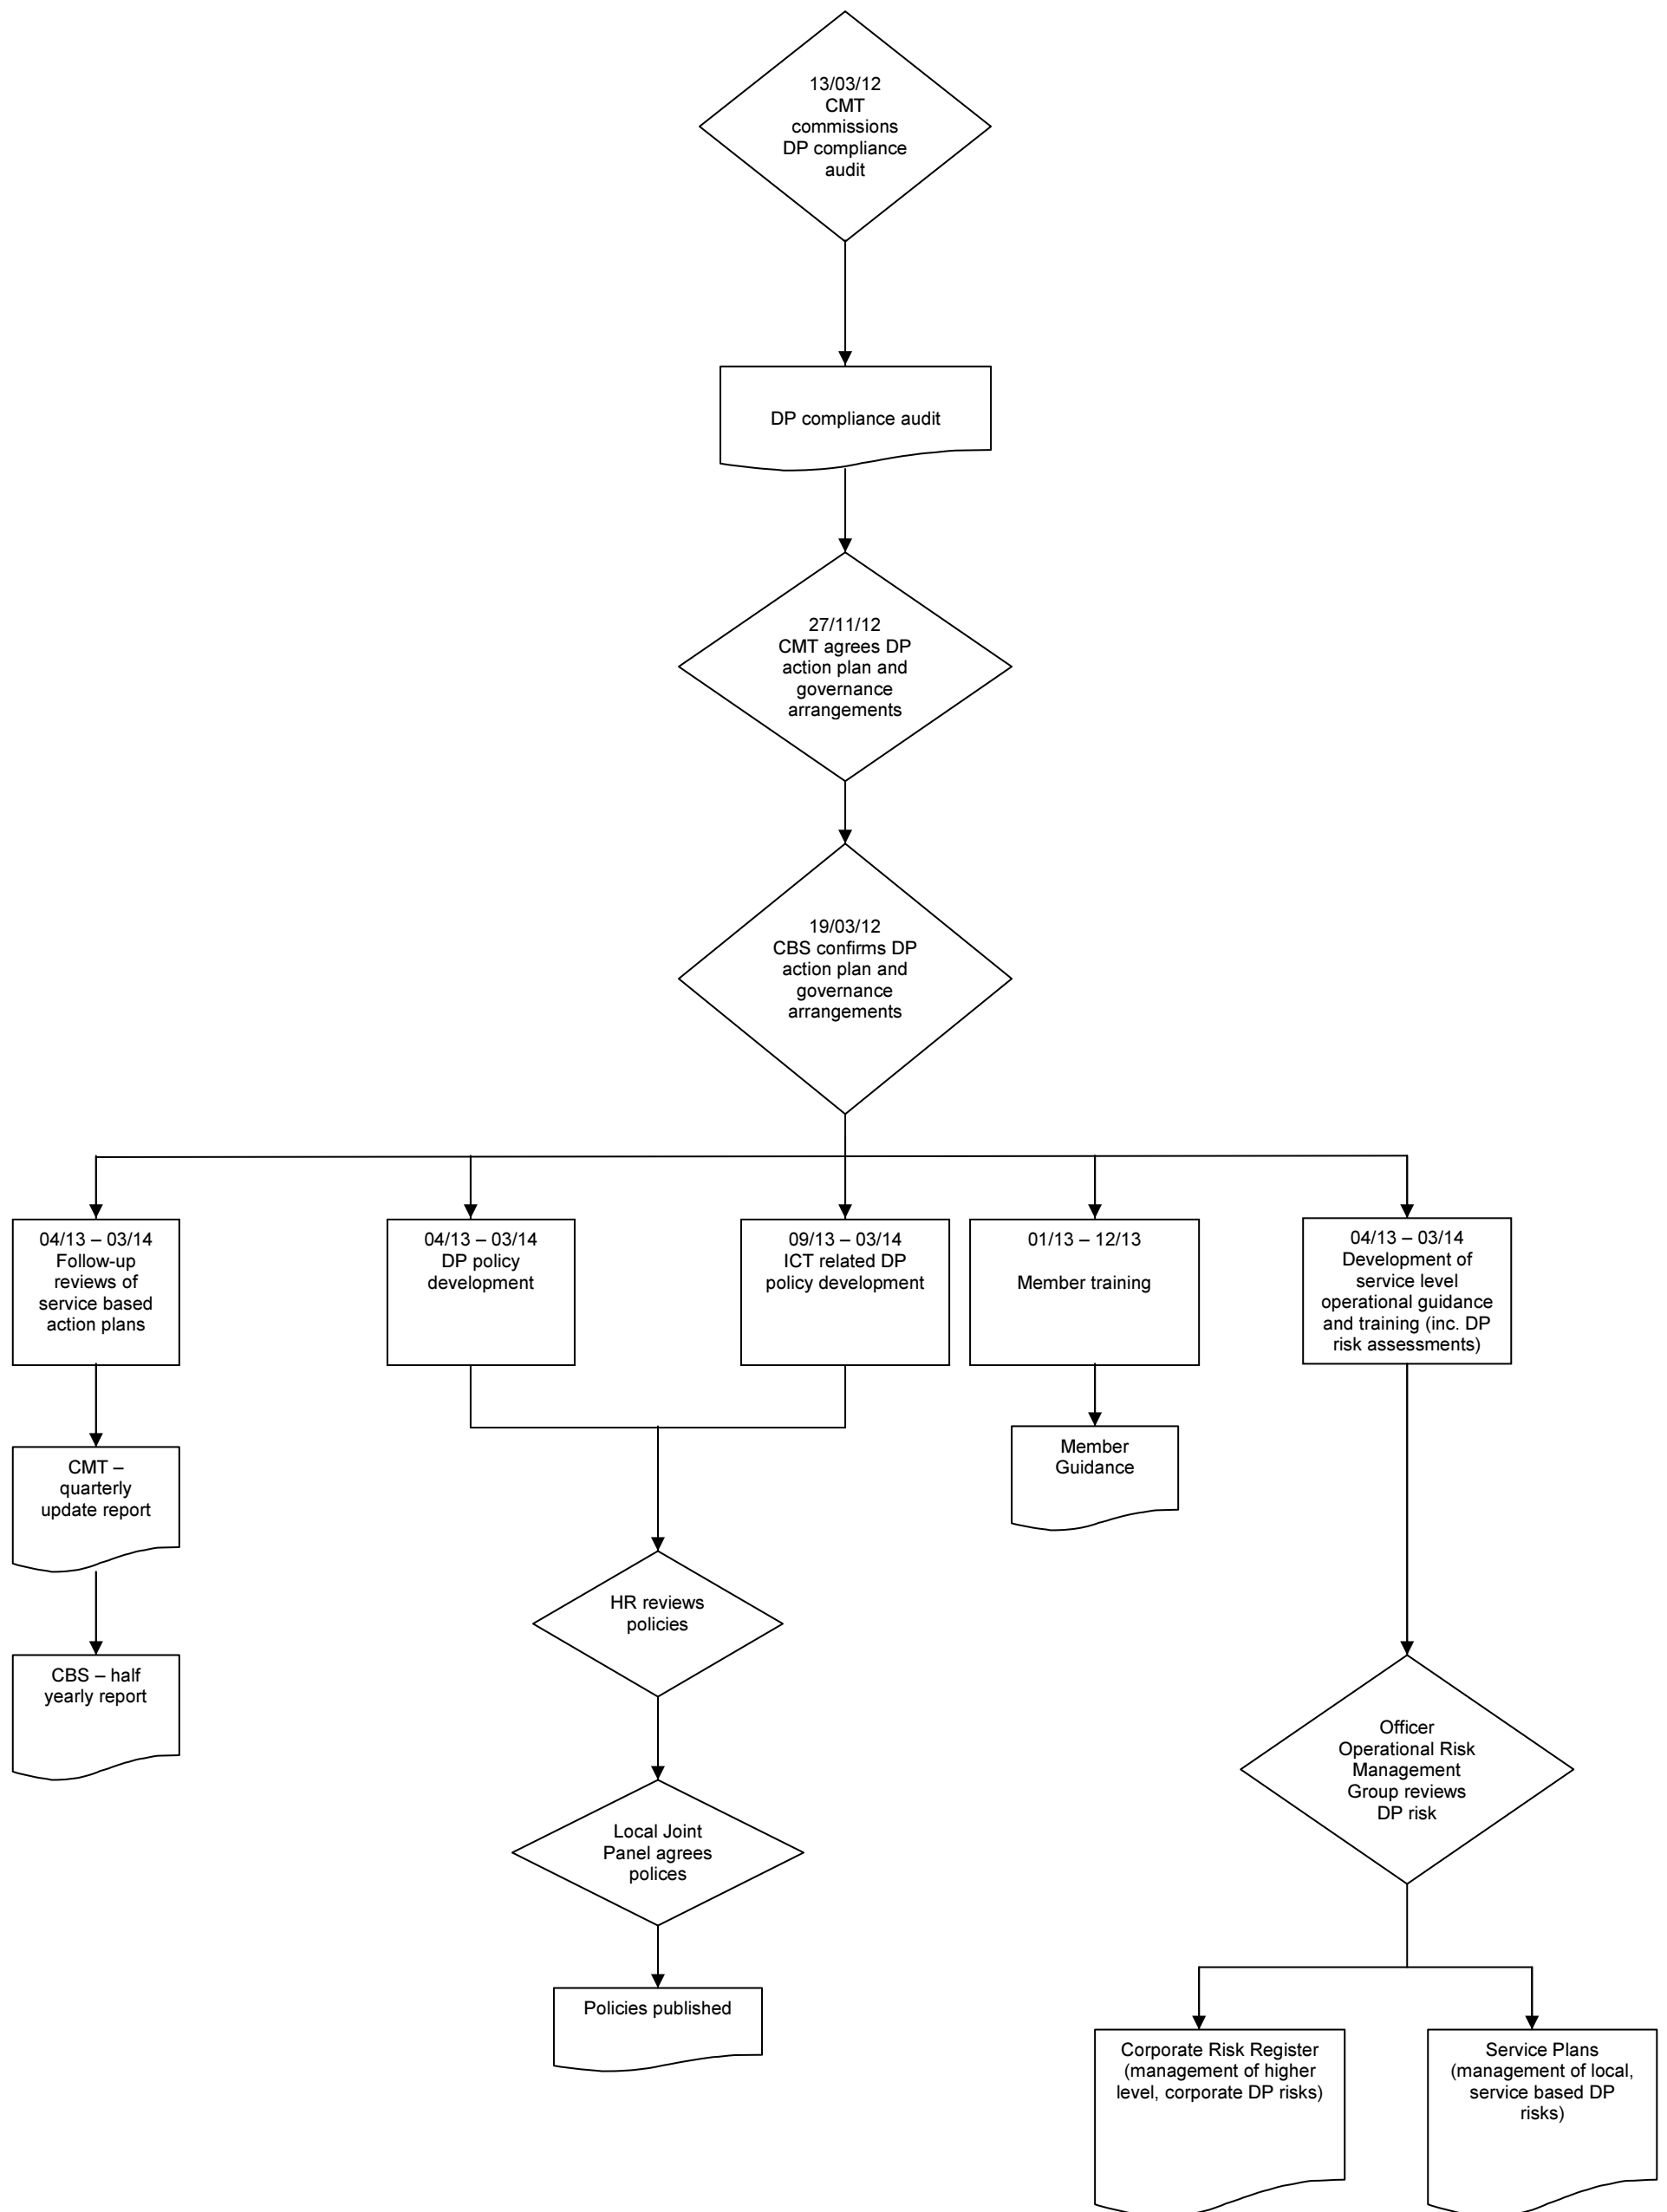 13/03/12
CMT
commissions
DP compliance
audit
DP compliance audit
27/11/12
CMT agrees DP
action plan and
governance
arrangements
19/03/12
CBS confirms DP
action plan and
governance
arrangements
04/13 – 03/14
Follow-up
reviews of
service based
action plans
04/13 – 03/14
DP policy
development
09/13 – 03/14
ICT related DP
policy development
01/13 – 12/13
Member training
04/13 – 03/14
Development of
service level
operational guidance
and training (inc. DP
risk assessments)
CMT –
quarterly
update report
Member
Guidance
HR reviews
policies
CBS – half
yearly report
Officer
Operational Risk
Management
Group reviews
DP risk
Local Joint
Panel agrees
polices
Policies published
Corporate Risk Register
(management of higher
level, corporate DP risks)
Service Plans
(management of local,
service based DP
risks)